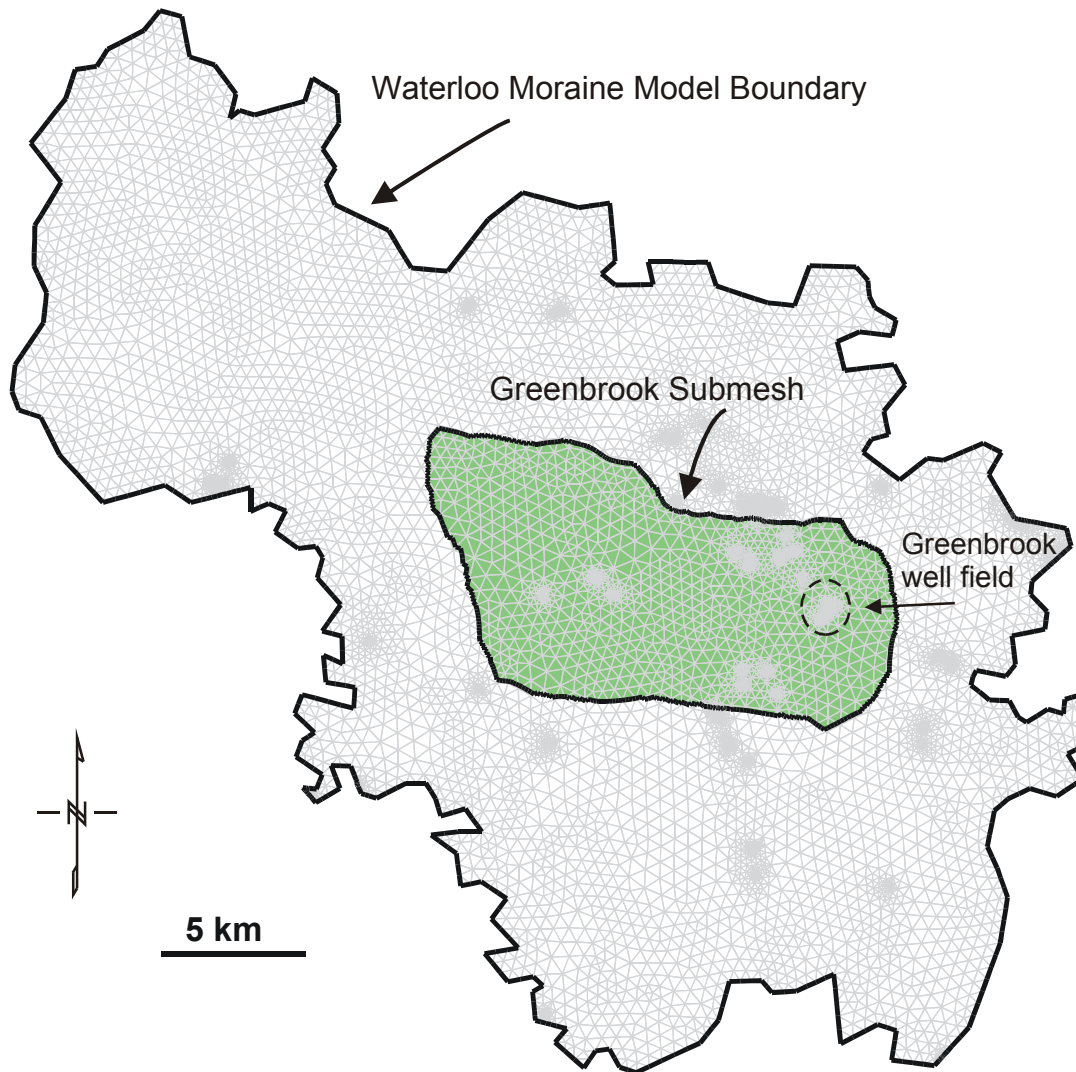 Waterloo Moraine Model Boundary
Greenbrook Submesh
Greenbrook
well field
N
5 km